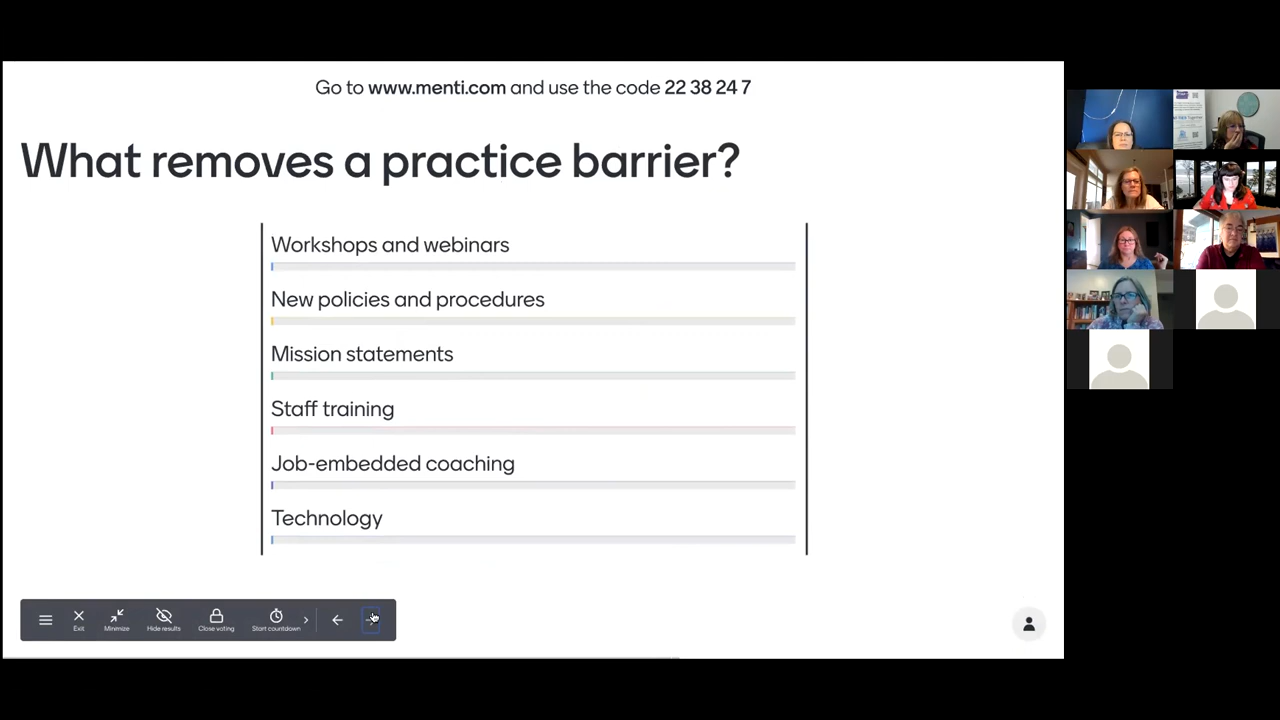 Go to www.menti.com and use the code 22 38 24 7
What removes a practice barrier?
Workshops and webinars
New policies and procedures
Mission statements
Staff training
Job-embedded coaching
Technology
Exit
Minimize
Hide results
Close voting
Start countdown